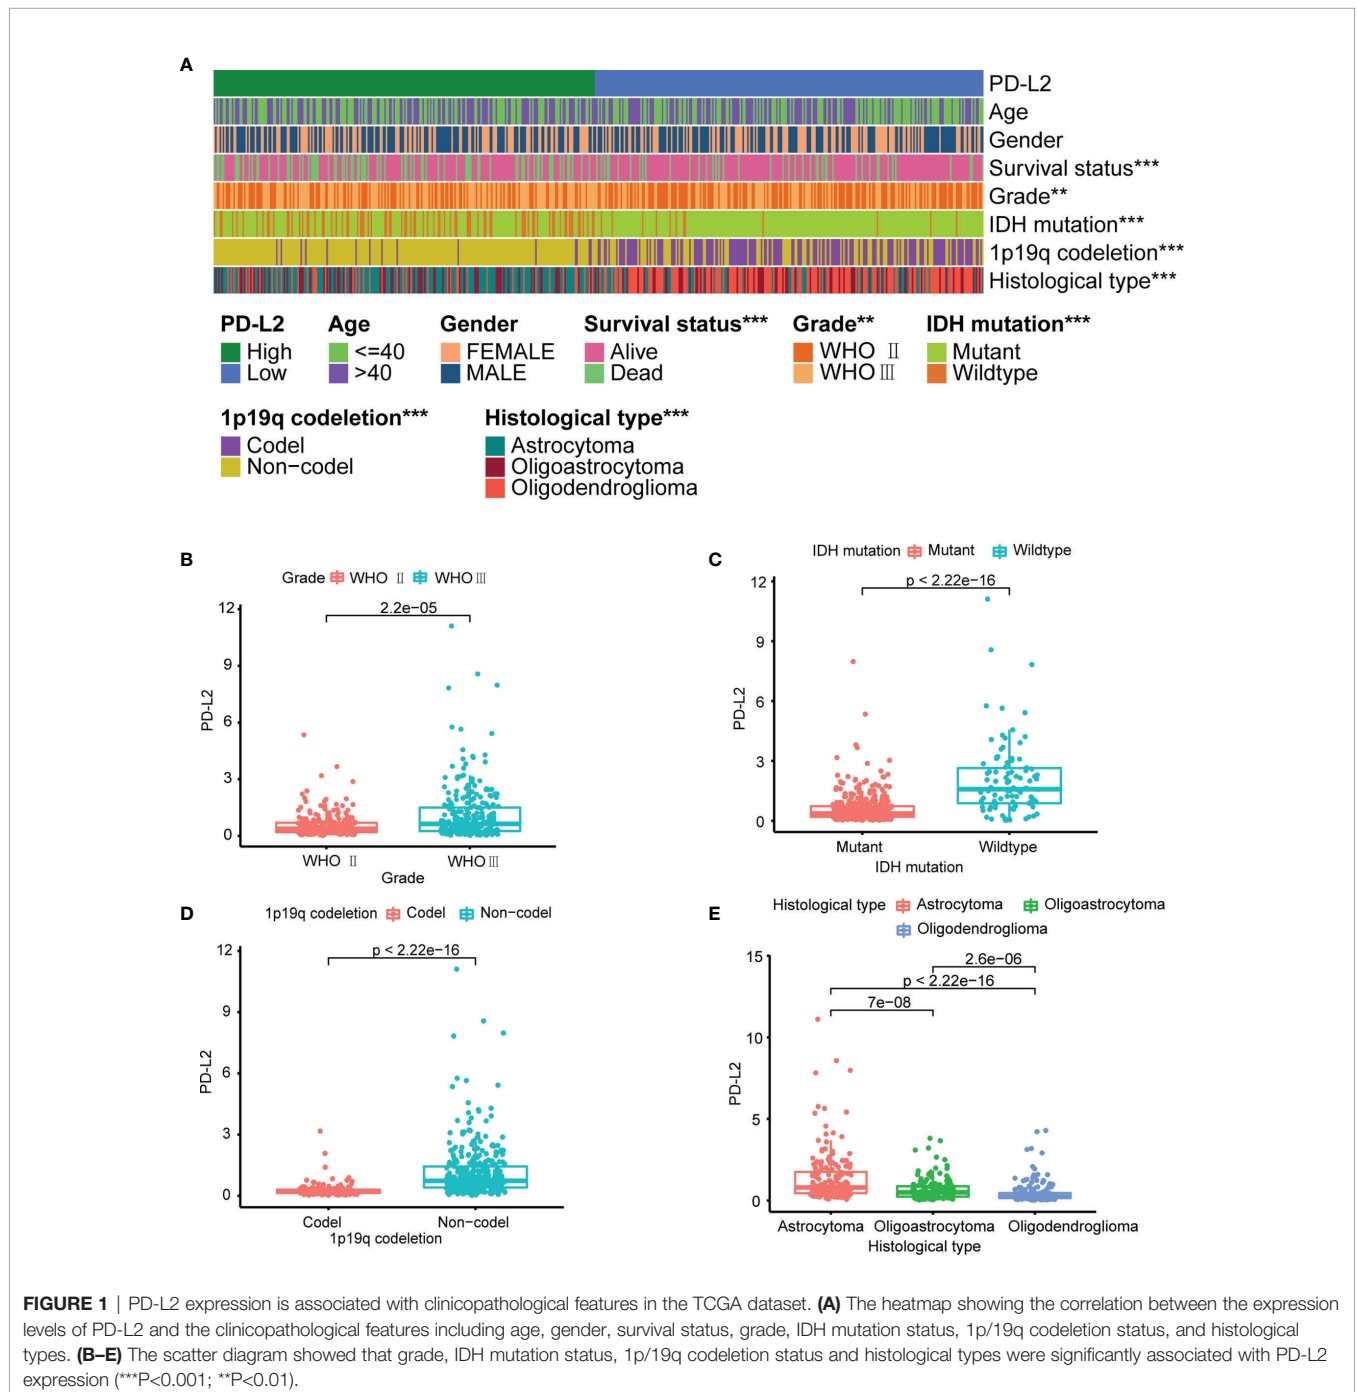 A
PD-L2
Age
Gender
Survival status***
Grade**
IDH mutation***
1p19q codeletion***
Histological type***
PD-L2
High
Low
Age
<=40
>40
Gender
FEMALE
MALE
Survival status***
Alive
Dead
Grade**
WHO Ⅱ
WHO Ⅲ
IDH mutation***
Mutant
Wildtype
1p19q codeletion***
Codel
Non−codel
Histological type***
Astrocytoma
Oligoastrocytoma
Oligodendroglioma
B
Grade WHO Ⅱ WHO Ⅲ
2.2e−05
12
9
6
3
0
PD-L2
WHO Ⅱ WHO Ⅲ
Grade
C
IDH mutation Mutant Wildtype
p < 2.22e−16
12
9
6
3
0
PD-L2
Mutant Wildtype
IDH mutation
D
1p19q codeletion Codel Non-codel
p < 2.22e−16
12
9
6
3
0
PD-L2
Codel Non-codel
1p19q codeletion
E
Histological type Astrocytoma Oligoastrocytoma
Oligodendroglioma
2.6e−06
p < 2.22e−16
7e−08
15
10
5
0
PD-L2
Astrocytoma Oligoastrocytoma Oligodendroglioma
Histological type
FIGURE 1 | PD-L2 expression is associated with clinicopathological features in the TCGA dataset. (A) The heatmap showing the correlation between the expression
levels of PD-L2 and the clinicopathological features including age, gender, survival status, grade, IDH mutation status, 1p/19q codeletion status, and histological
types. (B–E) The scatter diagram showed that grade, IDH mutation status, 1p/19q codeletion status and histological types were significantly associated with PD-L2
expression (***P<0.001; **P<0.01).